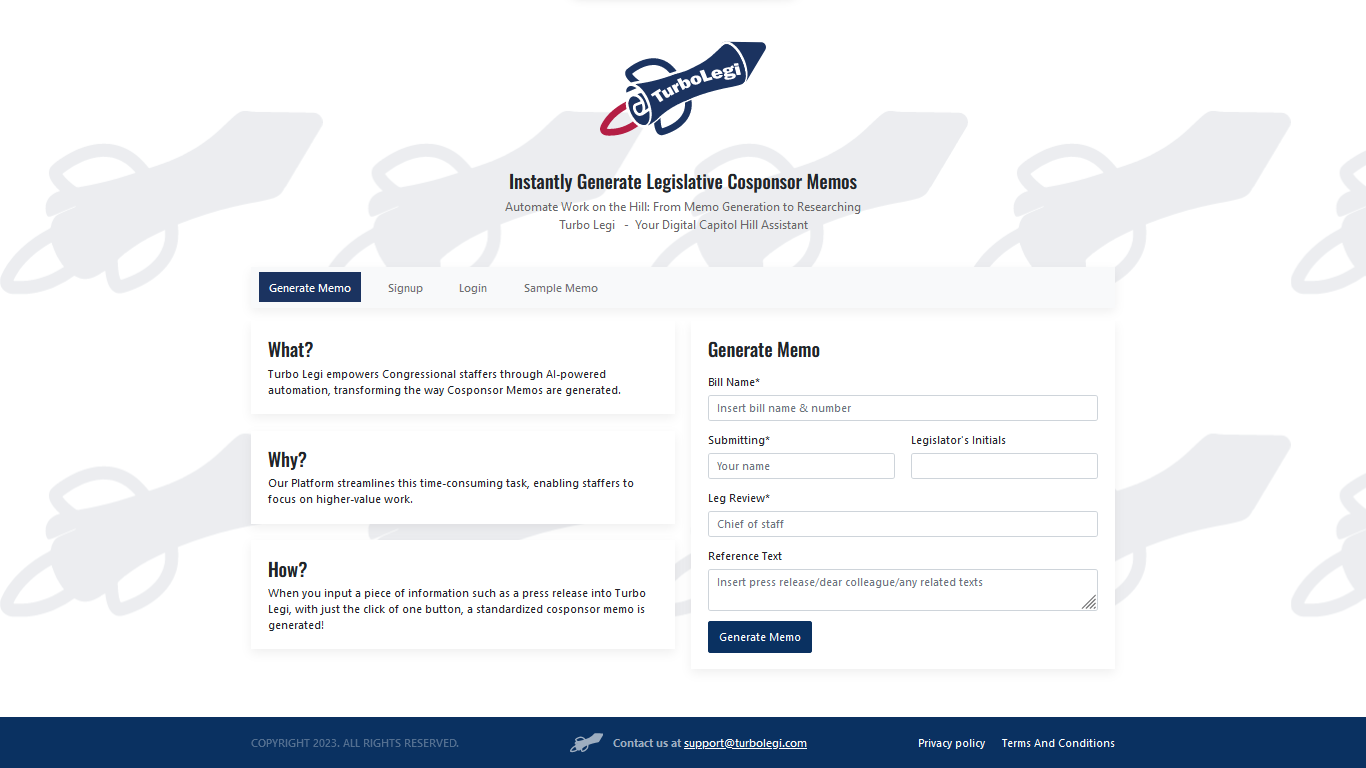 @TurboLegi
Instantly Generate Legislative Cosponsor Memos
Automate Work on the Hill: From Memo Generation to Researching
Turbo Legi - Your Digital Capitol Hill Assistant
Generate Memo Signup Login Sample Memo
What?
Turbo Legi empowers Congressional staffers through AI-powered
automation, transforming the way Cosponsor Memos are generated.
Why?
Our Platform streamlines this time-consuming task, enabling staffers to
focus on higher-value work.
How?
When you input a piece of information such as a press release into Turbo
Legi, with just the click of one button, a standardized cosponsor memo is
generated!
Generate Memo
Bill Name*
Insert bill name & number
Submitting* Legislator's Initials
Your name
Leg Review*
Chief of staff
Reference Text
Insert press release/dear colleague/any related texts
Generate Memo
COPYRIGHT 2023. ALL RIGHTS RESERVED. Contact us at support@turbolegi.com Privacy policy Terms And Conditions